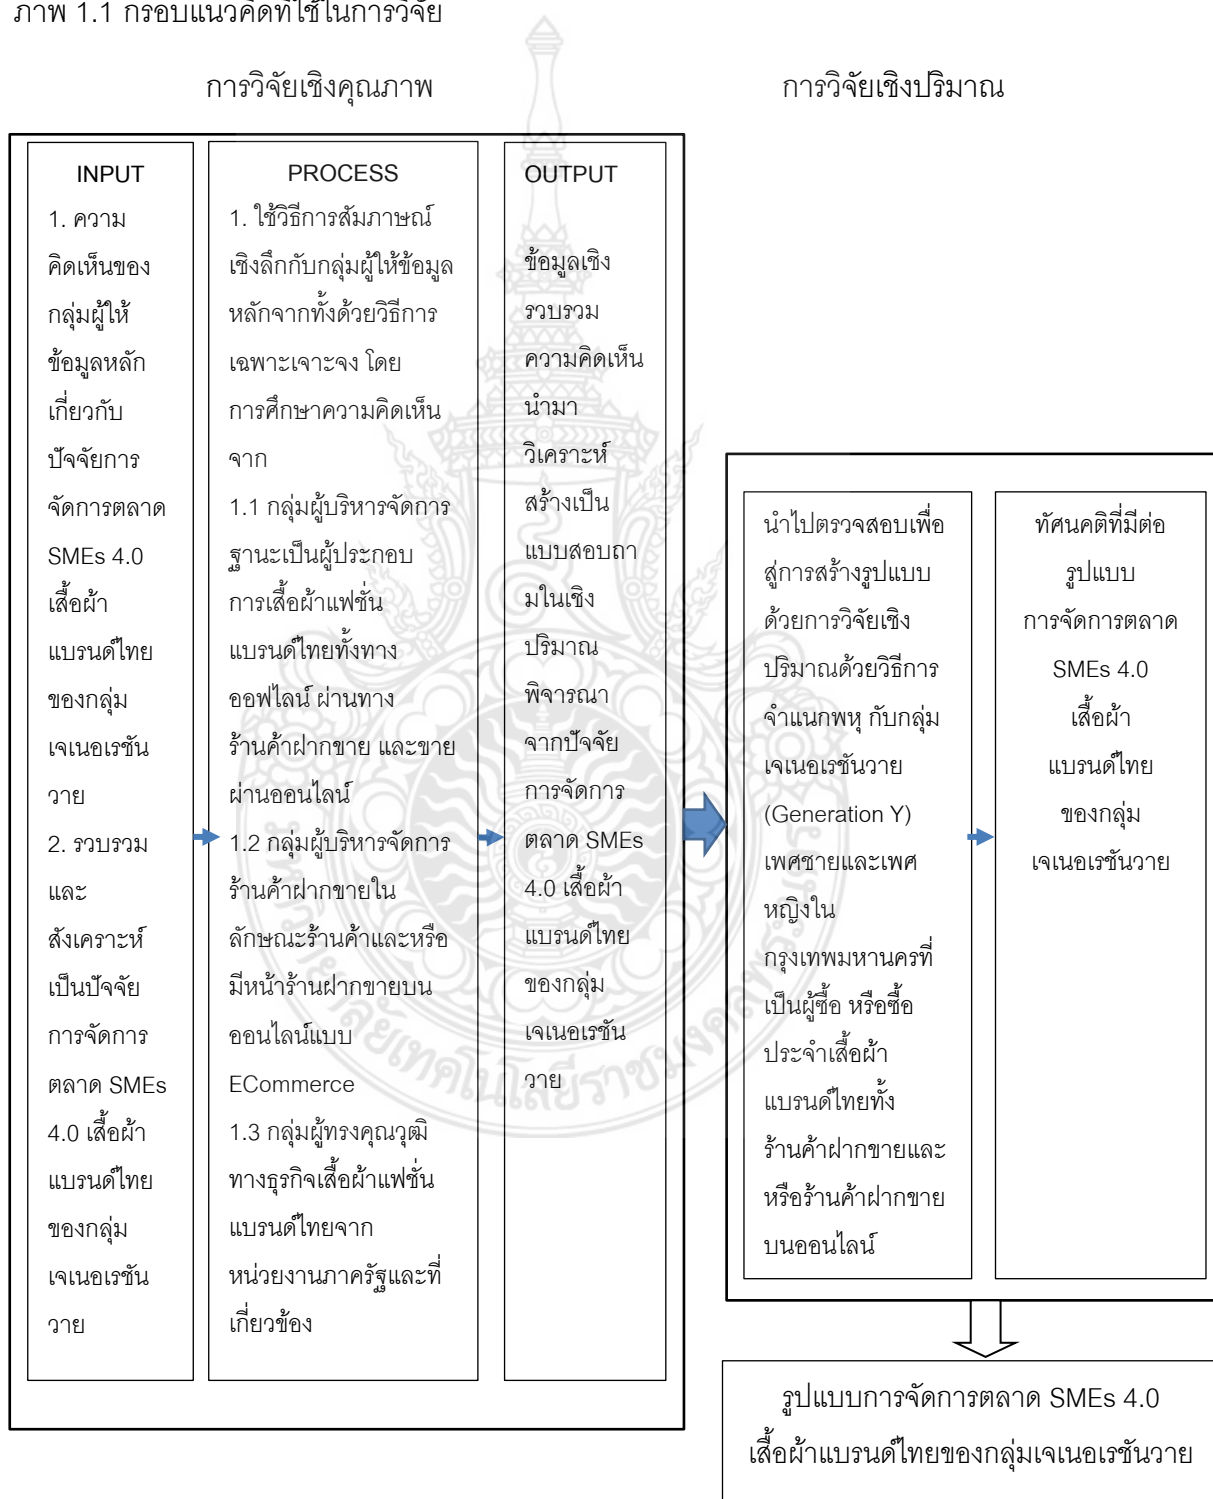 ภาพ 1.1 กรอบแนวคิดที่ใช้ในการวิจัย
การวิจัยเชิงคุณภาพ
การวิจัยเชิงปริมาณ
INPUT
1. ความ
คิดเห็นของ
กลุ่มผู้ให้
ข้อมูลหลัก
เกี่ยวกับ
ปัจจัยการ
จัดการตลาด
SMEs 4.0
เสื้อผ้า
แบรนด์ไทย
ของกลุ่ม
เจเนอเรชัน
วาย
2. รวบรวม
และ
สังเคราะห์
เป็นปัจจัย
การจัดการ
ตลาด SMEs
4.0 เสื้อผ้า
แบรนด์ไทย
ของกลุ่ม
เจเนอเรชัน
วาย
PROCESS
1. ใช้วิธีการสัมภาษณ์
เชิงลึกกับกลุ่มผู้ให้ข้อมูล
หลักจากทั้งด้วยวิธีการ
เฉพาะเจาะจง โดย
การศึกษาความคิดเห็น
จาก
1.1 กลุ่มผู้บริหารจัดการ
ฐานะเป็นผู้ประกอบ
การเสื้อผ้าแฟชั่น
แบรนด์ไทยทั้งทาง
ออฟไลน์ ผ่านทาง
ร้านค้าฝากขาย และขาย
ผ่านออนไลน์
1.2 กลุ่มผู้บริหารจัดการ
ร้านค้าฝากขายใน
ลักษณะร้านค้าและหรือ
มีหน้าร้านฝากขายบน
ออนไลน์แบบ
ECommerce
1.3 กลุ่มผู้ทรงคุณวุฒิ
ทางธุรกิจเสื้อผ้าแฟชั่น
แบรนด์ไทยจาก
หน่วยงานภาครัฐและที่
เกี่ยวข้อง
OUTPUT
ข้อมูลเชิง
รวบรวม
ความคิดเห็น
นำมา
วิเคราะห์
สร้างเป็น
แบบสอบถา
มในเชิง
ปริมาณ
พิจารณา
จากปัจจัย
การจัดการ
ตลาด SMEs
4.0 เสื้อผ้า
แบรนด์ไทย
ของกลุ่ม
เจเนอเรชัน
วาย
นำไปตรวจสอบเพื่อ
สู่การสร้างรูปแบบ
ด้วยการวิจัยเชิง
ปริมาณด้วยวิธีการ
จำแนกพหุ กับกลุ่ม
เจเนอเรชันวาย
(Generation Y)
เพศชายและเพศ
หญิงใน
กรุงเทพมหานครที่
เป็นผู้ซื้อ หรือซื้อ
ประจำเสื้อผ้า
แบรนด์ไทยทั้ง
ร้านค้าฝากขายและ
หรือร้านค้าฝากขาย
บนออนไลน์
ทัศนคติที่มีต่อ
รูปแบบ
การจัดการตลาด
SMEs 4.0
เสื้อผ้า
แบรนด์ไทย
ของกลุ่ม
เจเนอเรชันวาย
รูปแบบการจัดการตลาด SMEs 4.0
เสื้อผ้าแบรนด์ไทยของกลุ่มเจเนอเรชันวาย